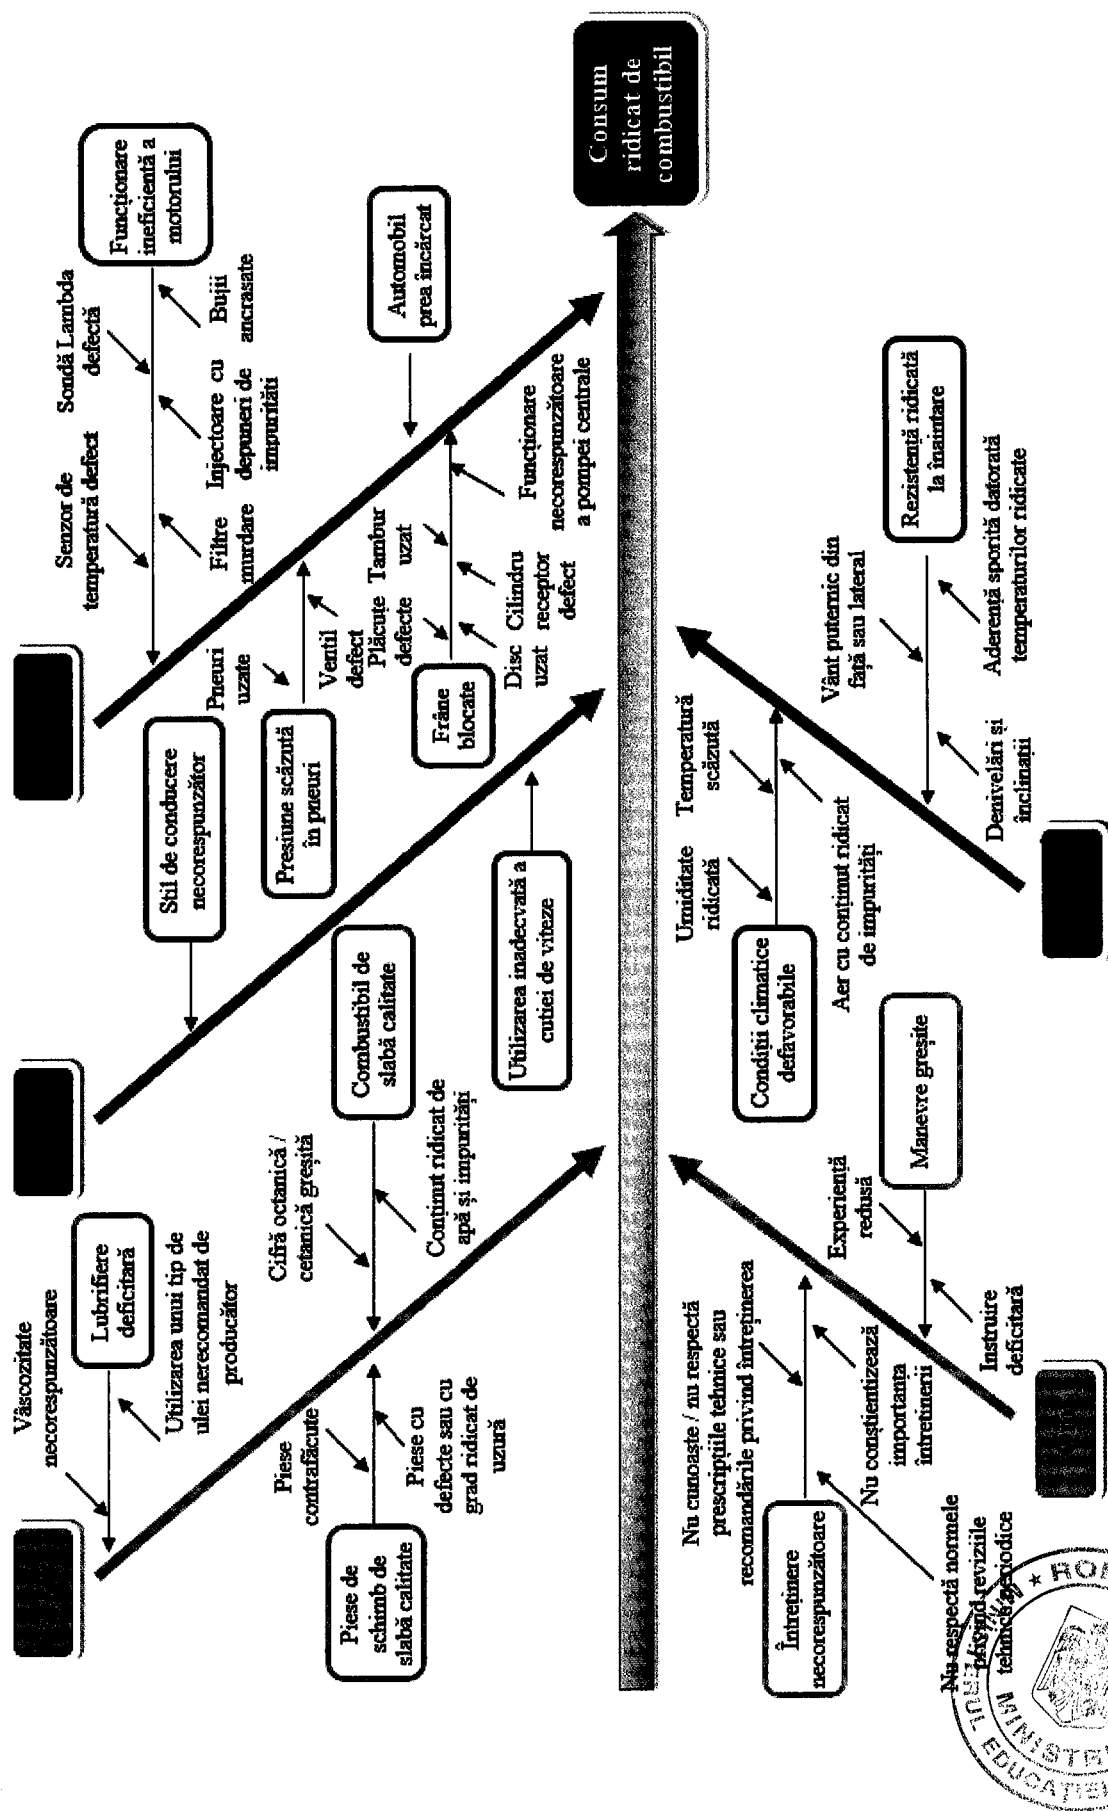 Consum
ridicat de
combustibil
Vâscozitate
necorespunzătoare
Lubrifiere
deficitară
Utilizarea unui tip de
ulei nerecomandat de
producător
Cifră octanică /
cetanică greșită
Combustibil de
slabă calitate
Conținut ridicat de
apă și impurități
Piese
contrafăcute
Piese de
schimb de
slabă calitate
Piese cu
defecte sau cu
grad ridicat de
uzură
Stil de conducere
necorespunzător
Utilizarea inadecvată a
cutiei de viteze
Senzor de
temperatură defect
Sondă Lambda
defectă
Funcționare
ineficientă a
motorului
Filtre
murdare
Injectoare cu
depuneri de
impurități
Bujii
ancrasate
Pneuri
uzate
Presiune scăzută
în pneuri
Ventil
defect
Automobil
prea încărcat
Plăcuțe
defecte
Tambur
uzat
Frâne
blocate
Disc
uzat
Cilindru
receptor
defect
Funcționare
necorespunzătoare
a pompei centrale
Nu cunoaște / nu respectă
prescripțiile tehnice sau
recomandările privind întreținerea
Întreținere
necorespunzătoare
Nu conștientizează
importanța
întreținerii
Nu respectă normele
privind reviziile
tehnice periodice
Experiență
redusă
Manevre greșite
Instruire
deficitară
Umiditate
ridicată
Temperatură
scăzută
Condiții climatice
defavorabile
Aer cu conținut ridicat
de impurități
Vânt puternic din
față sau lateral
Rezistență ridicată
la înaintare
Denivelări și
înclinații
Aderență sporită datorată
temperaturilor ridicate